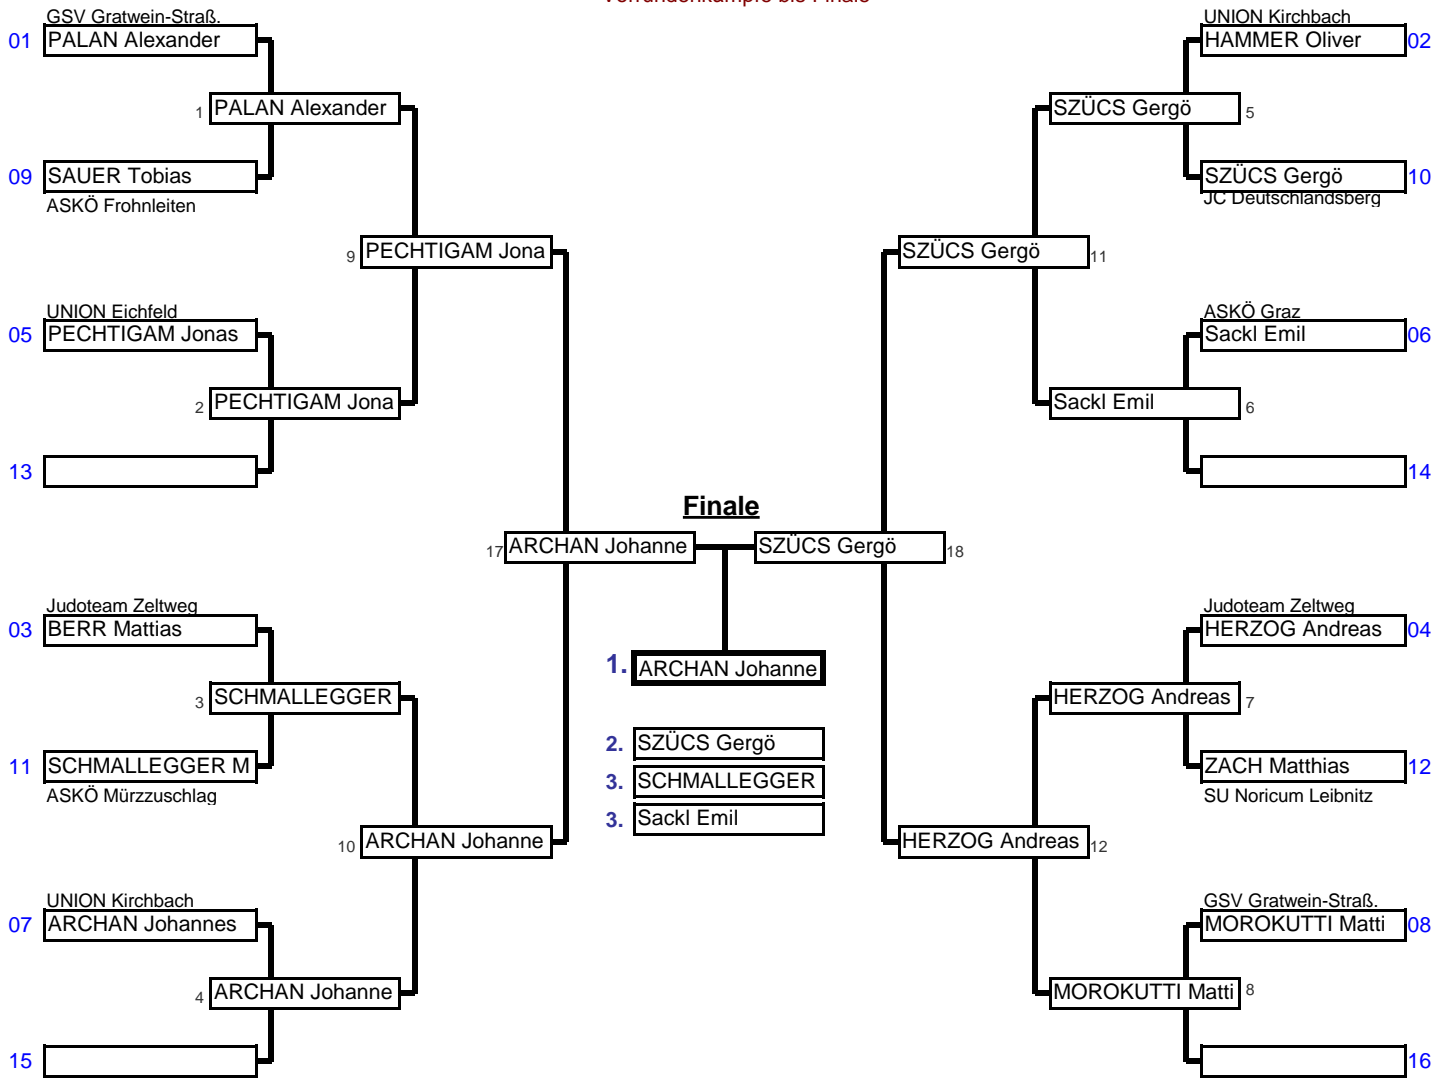 Vorrundenkämpfe bis Finale
GSV Gratwein-Straß.
01 PALAN Alexander
1 PALAN Alexander
09 SAUER Tobias
ASKÖ Frohnleiten
9 PECHTIGAM Jona
UNION Eichfeld
05 PECHTIGAM Jonas
2 PECHTIGAM Jona
13
17 ARCHAN Johanne
Judoteam Zeltweg
03 BERR Mattias
3 SCHMALLEGGER
11 SCHMALLEGGER M
ASKÖ Mürzzuschlag
10 ARCHAN Johanne
UNION Kirchbach
07 ARCHAN Johannes
4 ARCHAN Johanne
15
Finale
1. ARCHAN Johanne
2. SZÜCS Gergö
3. SCHMALLEGGER
3. Sackl Emil
UNION Kirchbach
HAMMER Oliver 02
SZÜCS Gergö 5
SZÜCS Gergö 10
JC Deutschlandsberg
SZÜCS Gergö 11
ASKÖ Graz
Sackl Emil 06
Sackl Emil 6
14
SZÜCS Gergö 18
Judoteam Zeltweg
HERZOG Andreas 04
HERZOG Andreas 7
ZACH Matthias 12
SU Noricum Leibnitz
HERZOG Andreas 12
GSV Gratwein-Straß.
MOROKUTTI Matti 08
MOROKUTTI Matti 8
16